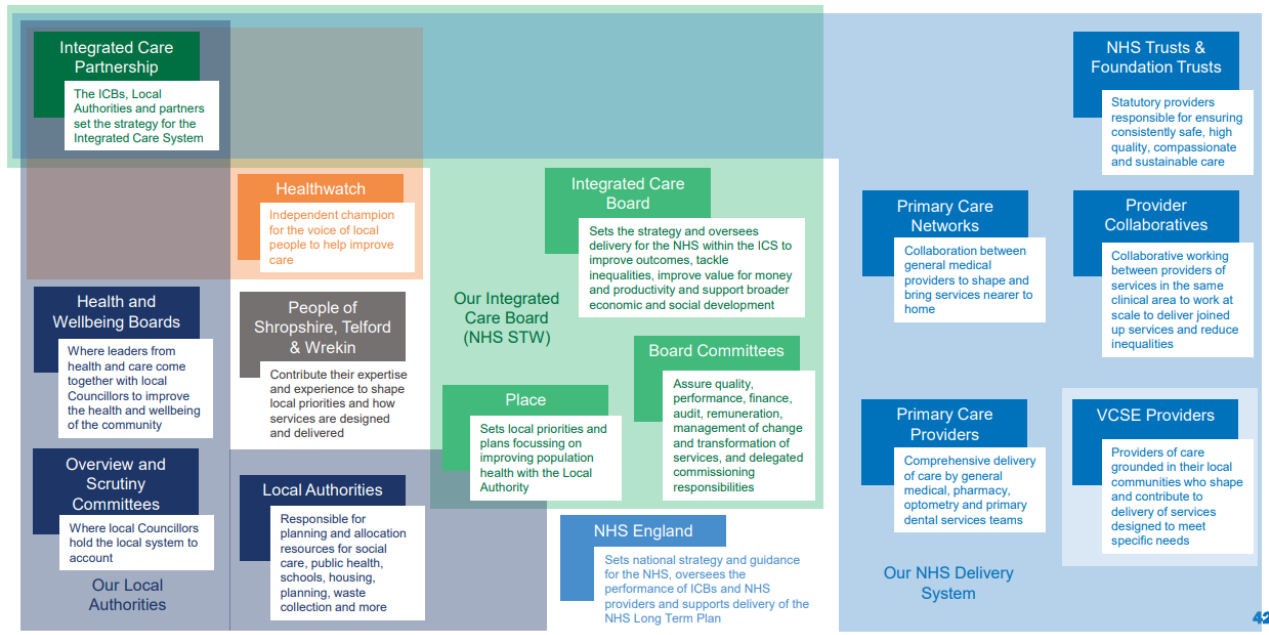 Integrated Care
Partnership
The ICBs, Local
Authorities and partners
set the strategy for the
Integrated Care System
NHS Trusts &
Foundation Trusts
Statutory providers
responsible for ensuring
consistently safe, high
quality, compassionate
and sustainable care
Healthwatch
Independent champion
for the voice of local
people to help improve
care
Integrated Care
Board
Sets the strategy and oversees
delivery for the NHS within the ICS to
improve outcomes, tackle
inequalities, improve value for money
and productivity and support broader
economic and social development
Primary Care
Networks
Collaboration between
general medical
providers to shape and
bring services nearer to
home
Provider
Collaboratives
Collaborative working
between providers of
services in the same
clinical area to work at
scale to deliver joined
up services and reduce
inequalities
Health and
Wellbeing Boards
Where leaders from
health and care come
together with local
Councillors to improve
the health and wellbeing
of the community
People of
Shropshire, Telford
& Wrekin
Contribute their expertise
and experience to shape
local priorities and how
services are designed
and delivered
Our Integrated
Care Board
(NHS STW)
Board Committees
Assure quality,
performance, finance,
audit, remuneration,
management of change
and transformation of
services, and delegated
commissioning
responsibilities
Place
Sets local priorities and
plans focussing on
improving population
health with the Local
Authority
Primary Care
Providers
Comprehensive delivery
of care by general
medical, pharmacy,
optometry and primary
dental services teams
VCSE Providers
Providers of care
grounded in their local
communities who shape
and contribute to
delivery of services
designed to meet
specific needs
Overview and
Scrutiny
Committees
Where local Councillors
hold the local system to
account
Local Authorities
Responsible for
planning and allocation
resources for social
care, public health,
schools, housing,
planning, waste
collection and more
NHS England
Sets national strategy and guidance
for the NHS, oversees the
performance of ICBs and NHS
providers and supports delivery of the
NHS Long Term Plan
Our Local
Authorities
Our NHS Delivery
System
42